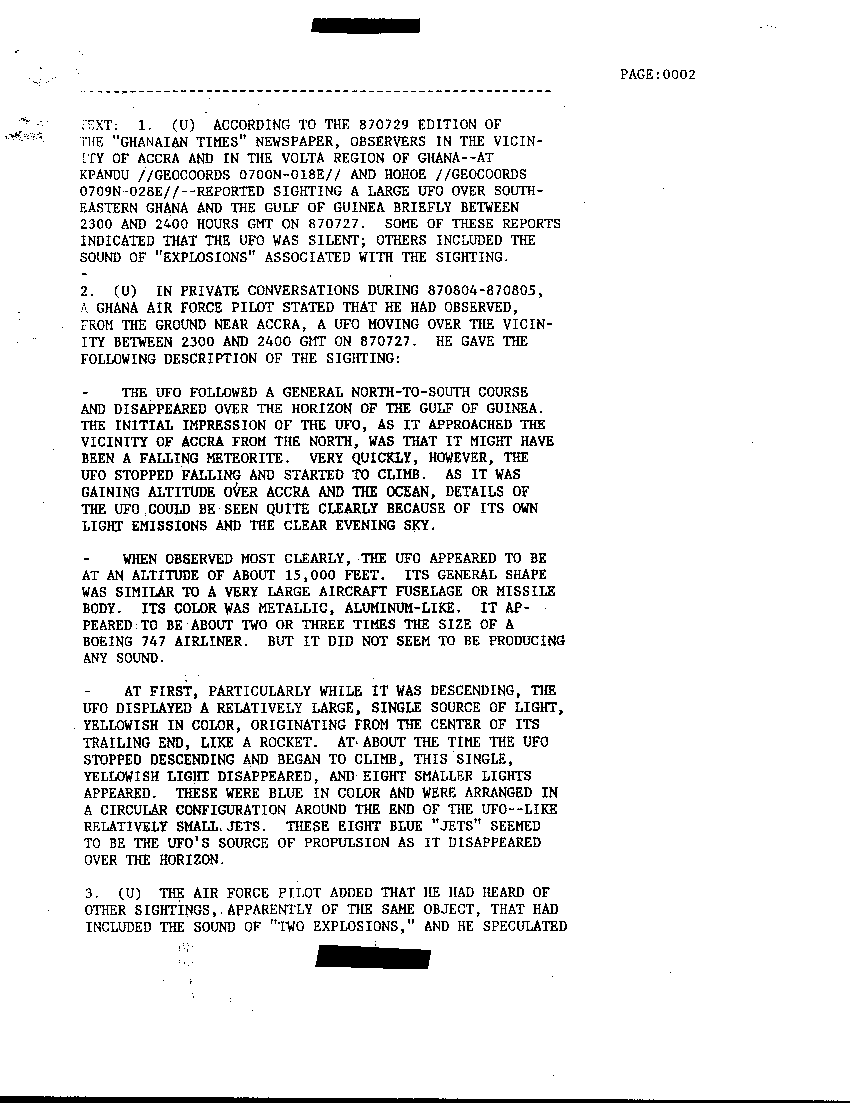 PAGE:0002
--------------------------------------------------------
TEXT: 1. (U) ACCORDING TO THE 870729 EDITION OF
THE "GHANAIAN TIMES" NEWSPAPER, OBSERVERS IN THE VICIN-
ITY OF ACCRA AND IN THE VOLTA REGION OF GHANA--AT
KPANDU //GEOCOORDS 0700N-018E// AND HOHOE //GEOCOORDS
0709N-028E//--REPORTED SIGHTING A LARGE UFO OVER SOUTH-
EASTERN GHANA AND THE GULF OF GUINEA BRIEFLY BETWEEN
2300 AND 2400 HOURS GMT ON 870727. SOME OF THESE REPORTS
INDICATED THAT THE UFO WAS SILENT; OTHERS INCLUDED THE
SOUND OF "EXPLOSIONS" ASSOCIATED WITH THE SIGHTING.
-
2. (U) IN PRIVATE CONVERSATIONS DURING 870804-870805,
A GHANA AIR FORCE PILOT STATED THAT HE HAD OBSERVED,
FROM THE GROUND NEAR ACCRA, A UFO MOVING OVER THE VICIN-
ITY BETWEEN 2300 AND 2400 GMT ON 870727. HE GAVE THE
FOLLOWING DESCRIPTION OF THE SIGHTING:
- THE UFO FOLLOWED A GENERAL NORTH-TO-SOUTH COURSE
AND DISAPPEARED OVER THE HORIZON OF THE GULF OF GUINEA.
THE INITIAL IMPRESSION OF THE UFO, AS IT APPROACHED THE
VICINITY OF ACCRA FROM THE NORTH, WAS THAT IT MIGHT HAVE
BEEN A FALLING METEORITE. VERY QUICKLY, HOWEVER, THE
UFO STOPPED FALLING AND STARTED TO CLIMB. AS IT WAS
GAINING ALTITUDE OVER ACCRA AND THE OCEAN, DETAILS OF
THE UFO COULD BE SEEN QUITE CLEARLY BECAUSE OF ITS OWN
LIGHT EMISSIONS AND THE CLEAR EVENING SKY.
- WHEN OBSERVED MOST CLEARLY, THE UFO APPEARED TO BE
AT AN ALTITUDE OF ABOUT 15,000 FEET. ITS GENERAL SHAPE
WAS SIMILAR TO A VERY LARGE AIRCRAFT FUSELAGE OR MISSILE
BODY. ITS COLOR WAS METALLIC, ALUMINUM-LIKE. IT AP-
PEARED TO BE ABOUT TWO OR THREE TIMES THE SIZE OF A
BOEING 747 AIRLINER. BUT IT DID NOT SEEM TO BE PRODUCING
ANY SOUND.
- AT FIRST, PARTICULARLY WHILE IT WAS DESCENDING, THE
UFO DISPLAYED A RELATIVELY LARGE, SINGLE SOURCE OF LIGHT,
YELLOWISH IN COLOR, ORIGINATING FROM THE CENTER OF ITS
TRAILING END, LIKE A ROCKET. AT ABOUT THE TIME THE UFO
STOPPED DESCENDING AND BEGAN TO CLIMB, THIS SINGLE,
YELLOWISH LIGHT DISAPPEARED, AND EIGHT SMALLER LIGHTS
APPEARED. THESE WERE BLUE IN COLOR AND WERE ARRANGED IN
A CIRCULAR CONFIGURATION AROUND THE END OF THE UFO--LIKE
RELATIVELY SMALL JETS. THESE EIGHT BLUE "JETS" SEEMED
TO BE THE UFO'S SOURCE OF PROPULSION AS IT DISAPPEARED
OVER THE HORIZON.
3. (U) THE AIR FORCE PILOT ADDED THAT HE HAD HEARD OF
OTHER SIGHTINGS, APPARENTLY OF THE SAME OBJECT, THAT HAD
INCLUDED THE SOUND OF "TWO EXPLOSIONS," AND HE SPECULATED